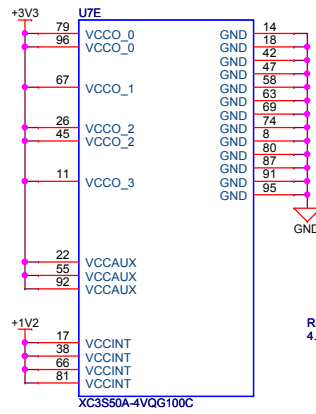 +3V3
U7E
79 VCCO_0 GND 14
96 VCCO_0 GND 18
GND 42
GND 47
67 VCCO_1 GND 58
GND 63
GND 69
26 VCCO_2 GND 74
45 VCCO_2 GND 8
GND 80
GND 87
11 VCCO_3 GND 91
GND 95
GND
22 VCCAUX
55 VCCAUX
92 VCCAUX
+1V2
R
4.
17 VCCINT
38 VCCINT
66 VCCINT
81 VCCINT
XC3S50A-4VQG100C